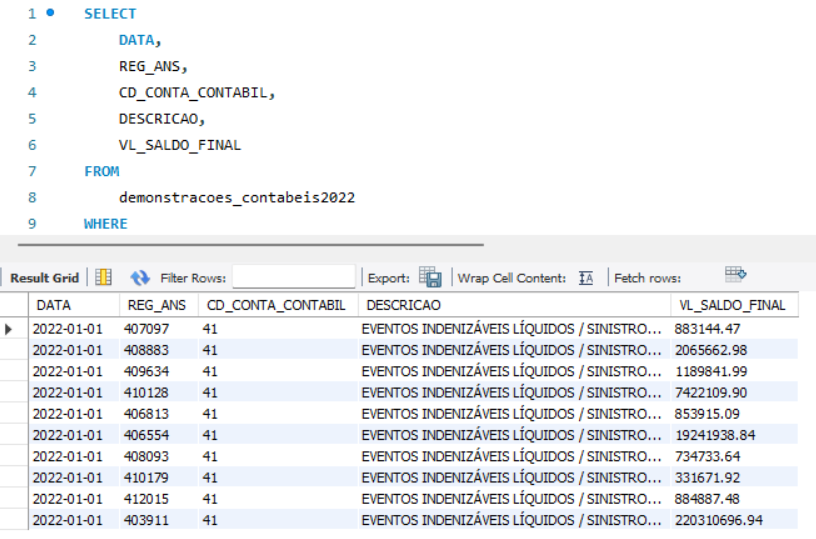 1 SELECT
2 DATA,
3 REG_ANS,
4 CD_CONTA_CONTABIL,
5 DESCRICAO,
6 VL_SALDO_FINAL
7 FROM
8 demonstracoes_contabeis2022
9 WHERE
Result Grid Filter Rows: Export: Wrap Cell Content: Fetch rows:
DATA REG_ANS CD_CONTA_CONTABIL DESCRICAO VL_SALDO_FINAL
2022-01-01 407097 41 EVENTOS INDENIZÁVEIS LÍQUIDOS / SINISTRO... 883144.47
2022-01-01 408883 41 EVENTOS INDENIZÁVEIS LÍQUIDOS / SINISTRO... 2065662.98
2022-01-01 409634 41 EVENTOS INDENIZÁVEIS LÍQUIDOS / SINISTRO... 1189841.99
2022-01-01 410128 41 EVENTOS INDENIZÁVEIS LÍQUIDOS / SINISTRO... 7422109.90
2022-01-01 406813 41 EVENTOS INDENIZÁVEIS LÍQUIDOS / SINISTRO... 853915.09
2022-01-01 406554 41 EVENTOS INDENIZÁVEIS LÍQUIDOS / SINISTRO... 19241938.84
2022-01-01 408093 41 EVENTOS INDENIZÁVEIS LÍQUIDOS / SINISTRO... 734733.64
2022-01-01 410179 41 EVENTOS INDENIZÁVEIS LÍQUIDOS / SINISTRO... 331671.92
2022-01-01 412015 41 EVENTOS INDENIZÁVEIS LÍQUIDOS / SINISTRO... 884887.48
2022-01-01 403911 41 EVENTOS INDENIZÁVEIS LÍQUIDOS / SINISTRO... 220310696.94